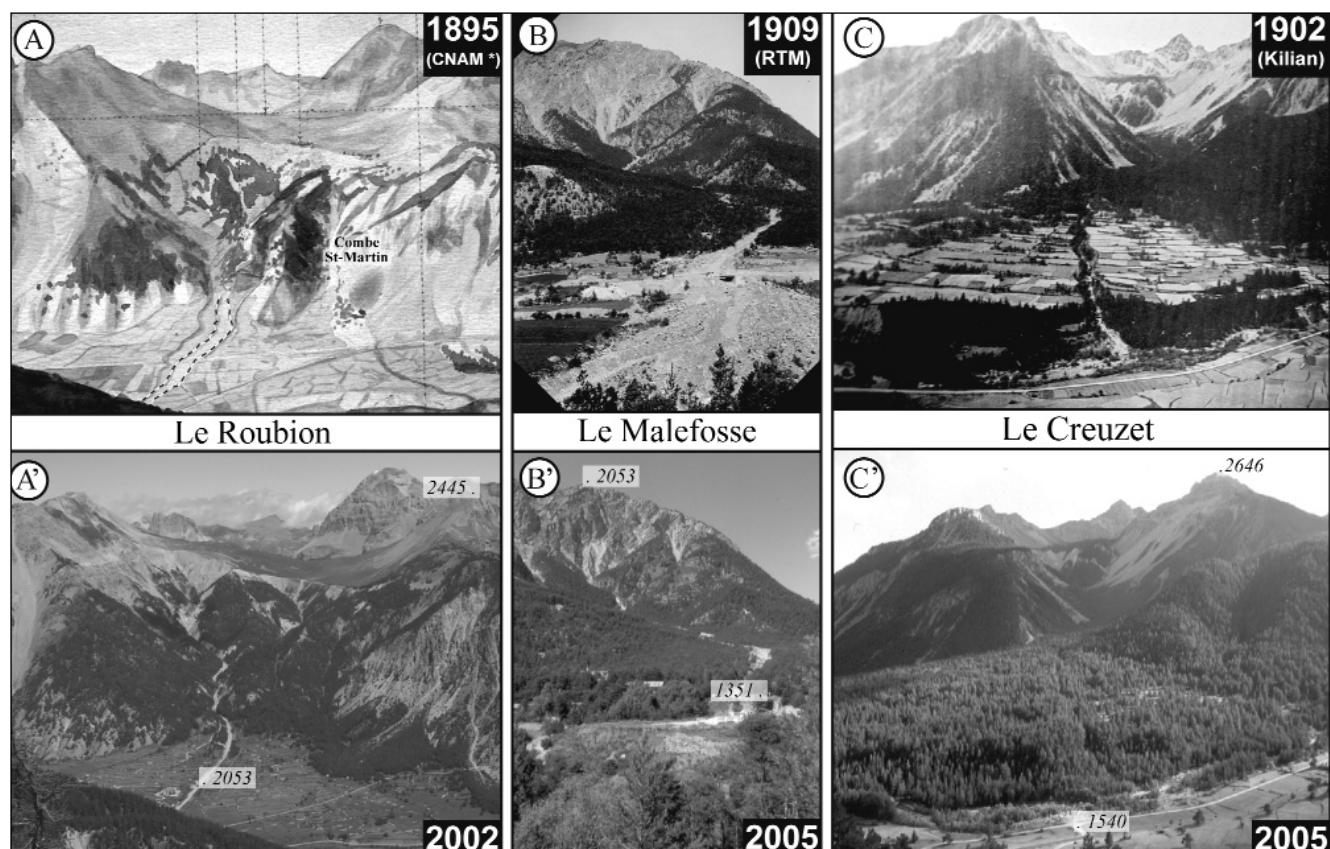 A
1895
(CNAM *)
Combe
St-Martin
B
1909
(RTM)
C
1902
(Kilian)
Le Roubion
Le Malefosse
Le Creuzet
A'
2445 .
. 2053
2002
B'
. 2053
1351 .
2005
C'
. 2646
. 1540
2005